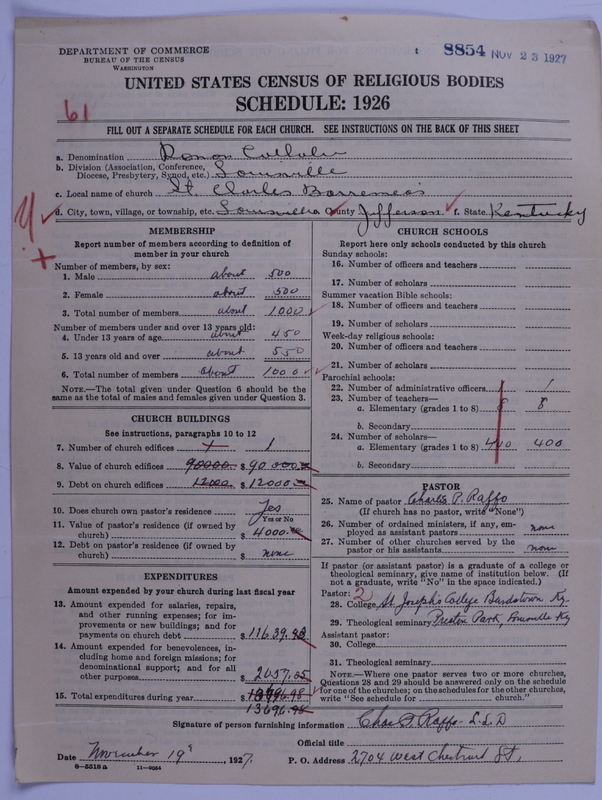 DEPARTMENT OF COMMERCE
BUREAU OF THE CENSUS
WASHINGTON
8854 NOV 23 1927
UNITED STATES CENSUS OF RELIGIOUS BODIES
SCHEDULE: 1926
61
FILL OUT A SEPARATE SCHEDULE FOR EACH CHURCH. SEE INSTRUCTIONS ON THE BACK OF THIS SHEET
a. Denomination Roman Catholic
b. Division (Association, Conference, Diocese, Presbytery, Synod, etc.) Louisville
c. Local name of church St. Charles Borromeo's
d. City, town, village, or township, etc. Louisville County Jefferson f. State Kentucky
MEMBERSHIP
Report number of members according to definition of
member in your church
Number of members, by sex:
1. Male about 500
2. Female about 500
3. Total number of members about 1000
Number of members under and over 13 years old:
4. Under 13 years of age about 450
5. 13 years old and over about 550
6. Total number of members about 1000
NOTE.—The total given under Question 6 should be the
same as the total of males and females given under Question 3.
CHURCH BUILDINGS
See instructions, paragraphs 10 to 12
7. Number of church edifices 1 1
8. Value of church edifices 90000. $90000
9. Debt on church edifices 12000. $12000
10. Does church own pastor's residence Yes
Yes or No
11. Value of pastor's residence (if owned by
church) $4000
12. Debt on pastor's residence (if owned by
church) $ none
EXPENDITURES
Amount expended by your church during last fiscal year
13. Amount expended for salaries, repairs,
and other running expenses; for im-
provements or new buildings; and for
payments on church debt $11639.93
14. Amount expended for benevolences, in-
cluding home and foreign missions; for
denominational support; and for all
other purposes $2057.05
15. Total expenditures during year $13696.98
13696.98
CHURCH SCHOOLS
Report here only schools conducted by this church
Sunday schools:
16. Number of officers and teachers
17. Number of scholars
Summer vacation Bible schools:
18. Number of officers and teachers
19. Number of scholars
Week-day religious schools:
20. Number of officers and teachers
21. Number of scholars
Parochial schools:
22. Number of administrative officers 1
23. Number of teachers—
a. Elementary (grades 1 to 8) 8 8
b. Secondary
24. Number of scholars—
a. Elementary (grades 1 to 8) 400 400
b. Secondary
PASTOR
25. Name of pastor Charles P. Raffo
(If church has no pastor, write "None")
26. Number of ordained ministers, if any, em-
ployed as assistant pastors none
27. Number of other churches served by the
pastor or his assistants none
If pastor (or assistant pastor) is a graduate of a college or
theological seminary, give name of institution below. (If
not a graduate, write "No" in the space indicated.)
Pastor: 2
28. College St Joseph's College Bardstown Ky.
29. Theological seminary Preston Park, Louisville Ky
Assistant pastor:
30. College
31. Theological seminary
NOTE.—Where one pastor serves two or more churches,
Questions 28 and 29 should be answered only on the schedule
for one of the churches; on the schedules for the other churches,
write "See schedule for church."
Signature of person furnishing information Chas P Raffo L.L.D
Official title
Date November 19, 1927. P. O. Address 2704 West Chestnut St,
6—5518a 11—9064